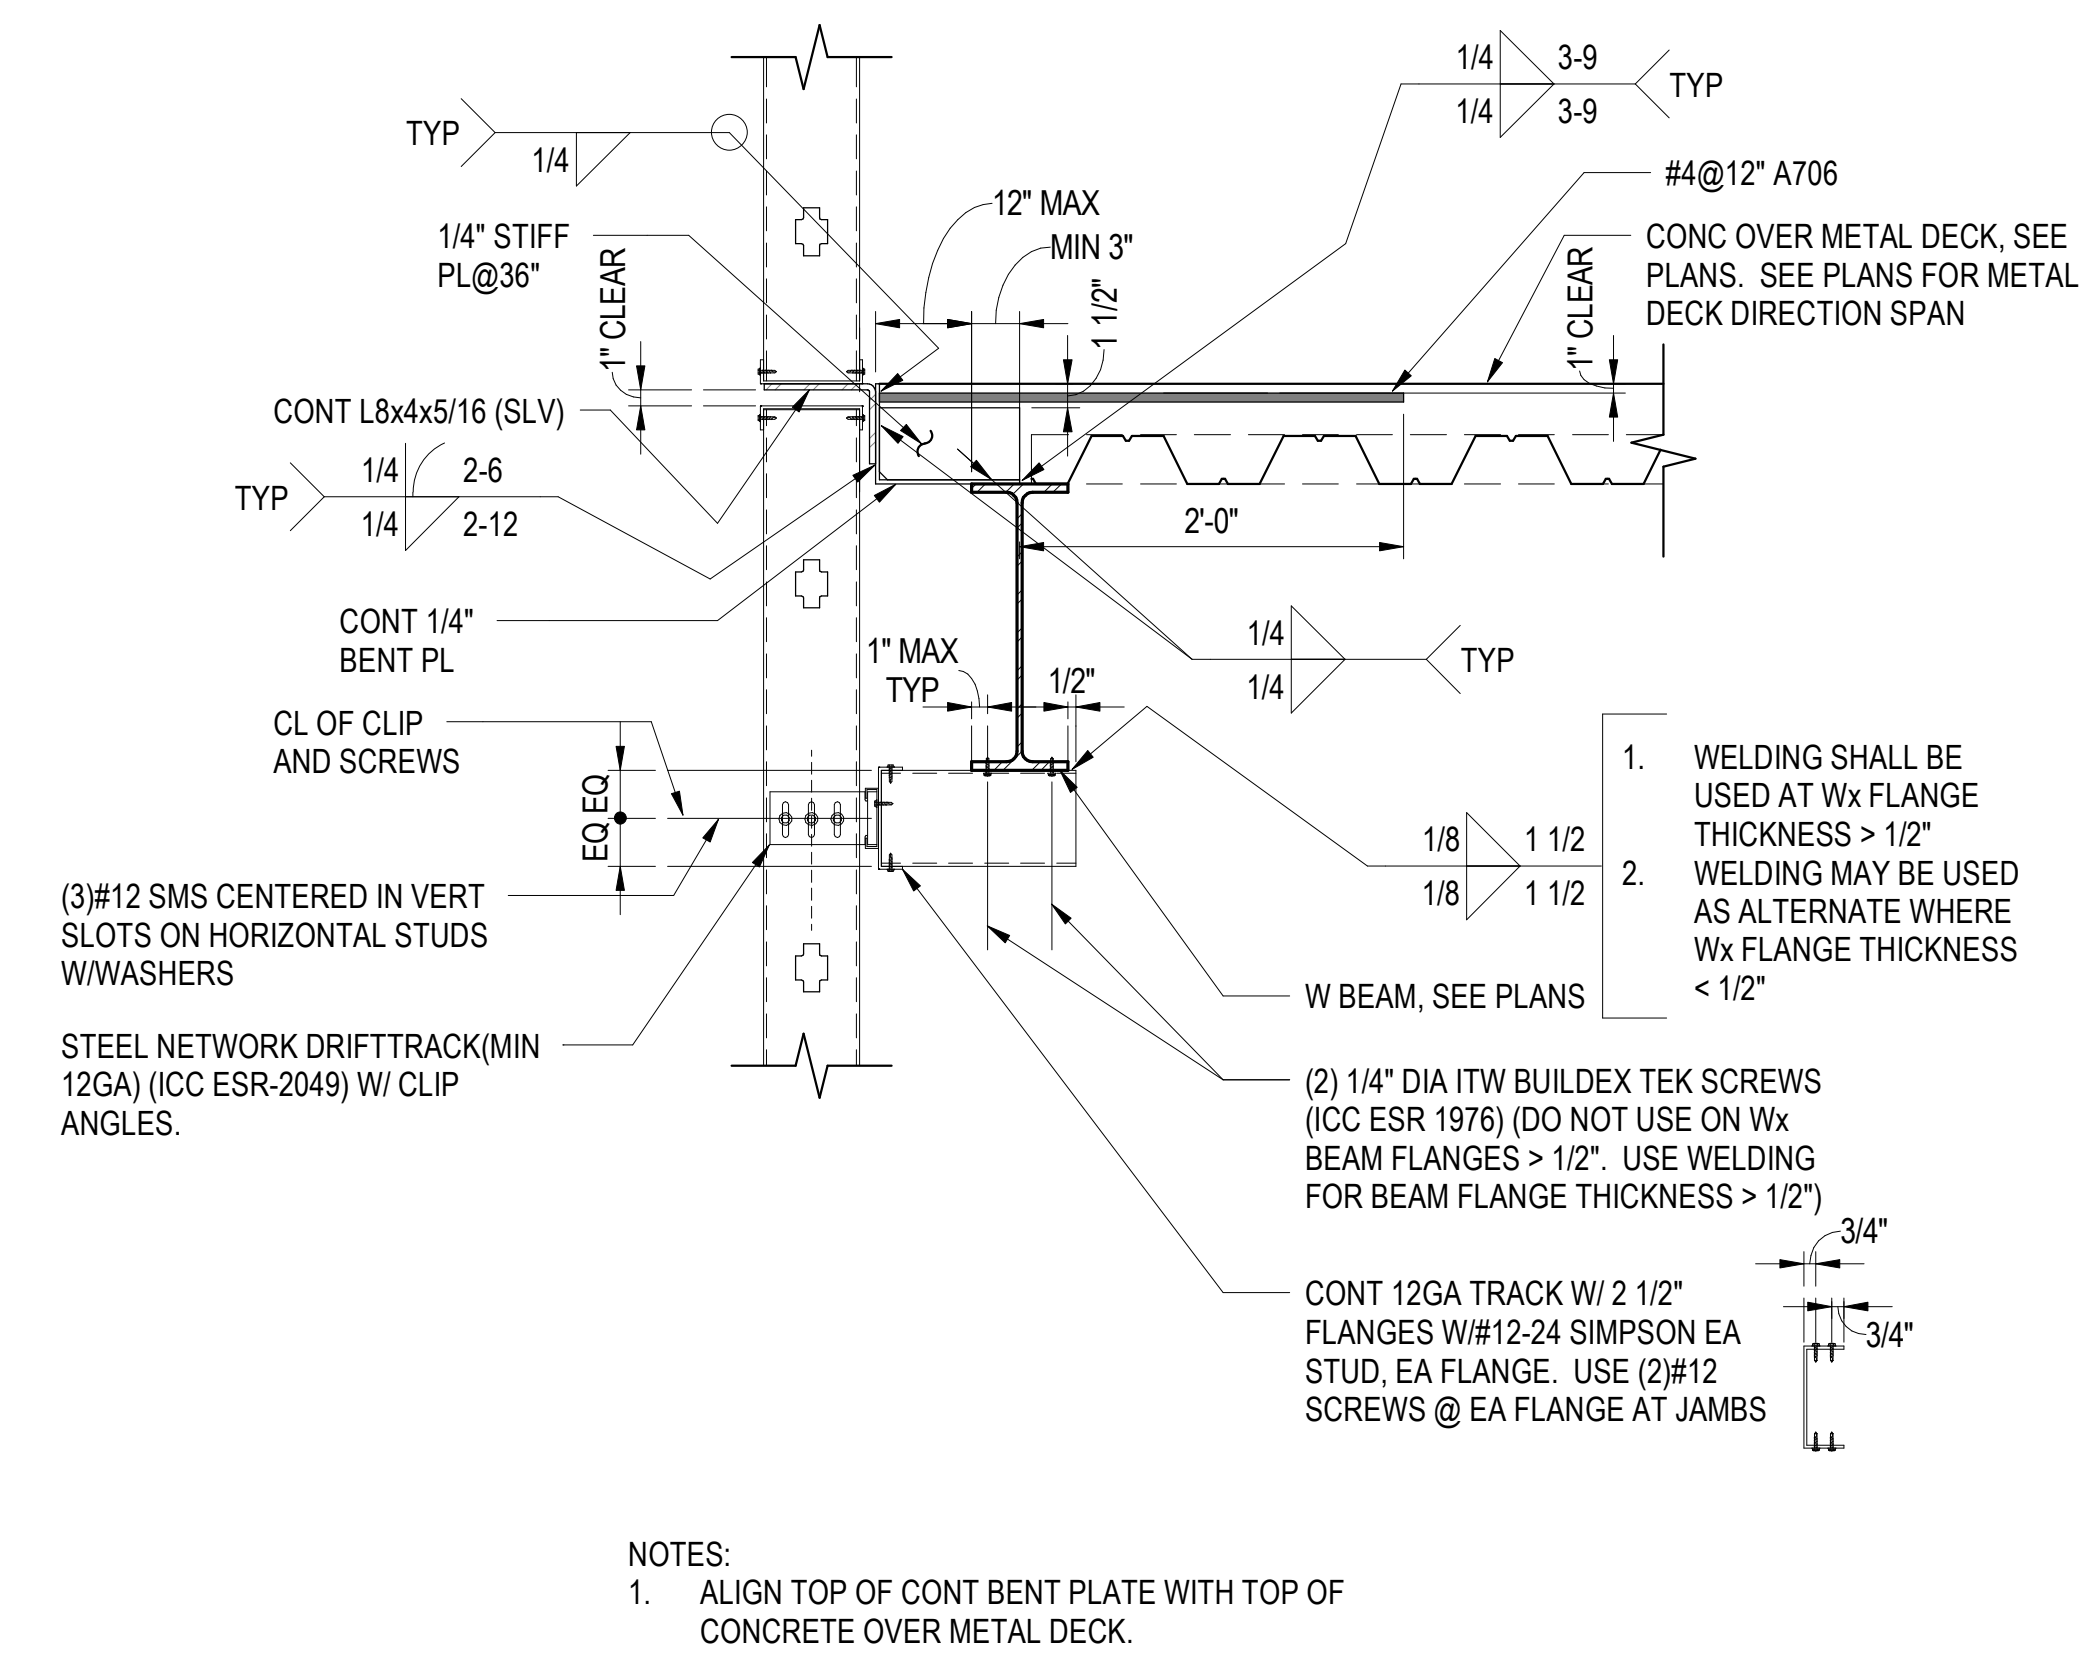 1/4 3-9
TYP
1/4 3-9
TYP
1/4
#4@12" A706
12" MAX
MIN 3"
1/4" STIFF
PL@36"
1" CLEAR
1 1/2"
1" CLEAR
CONC OVER METAL DECK, SEE
PLANS. SEE PLANS FOR METAL
DECK DIRECTION SPAN
CONT L8x4x5/16 (SLV)
1/4 2-6
TYP
1/4 2-12
2'-0"
CONT 1/4"
BENT PL
1/4
TYP
1/4
1" MAX
TYP
1/2"
CL OF CLIP
AND SCREWS
EQ EQ
1. WELDING SHALL BE
USED AT Wx FLANGE
THICKNESS > 1/2"
2. WELDING MAY BE USED
AS ALTERNATE WHERE
Wx FLANGE THICKNESS
< 1/2"
1/8 1 1/2
1/8 1 1/2
(3)#12 SMS CENTERED IN VERT
SLOTS ON HORIZONTAL STUDS
W/WASHERS
W BEAM, SEE PLANS
STEEL NETWORK DRIFTTRACK(MIN
12GA) (ICC ESR-2049) W/ CLIP
ANGLES.
(2) 1/4" DIA ITW BUILDEX TEK SCREWS
(ICC ESR 1976) (DO NOT USE ON Wx
BEAM FLANGES > 1/2". USE WELDING
FOR BEAM FLANGE THICKNESS > 1/2")
3/4"
3/4"
CONT 12GA TRACK W/ 2 1/2"
FLANGES W/#12-24 SIMPSON EA
STUD, EA FLANGE. USE (2)#12
SCREWS @ EA FLANGE AT JAMBS
NOTES:
1. ALIGN TOP OF CONT BENT PLATE WITH TOP OF
CONCRETE OVER METAL DECK.